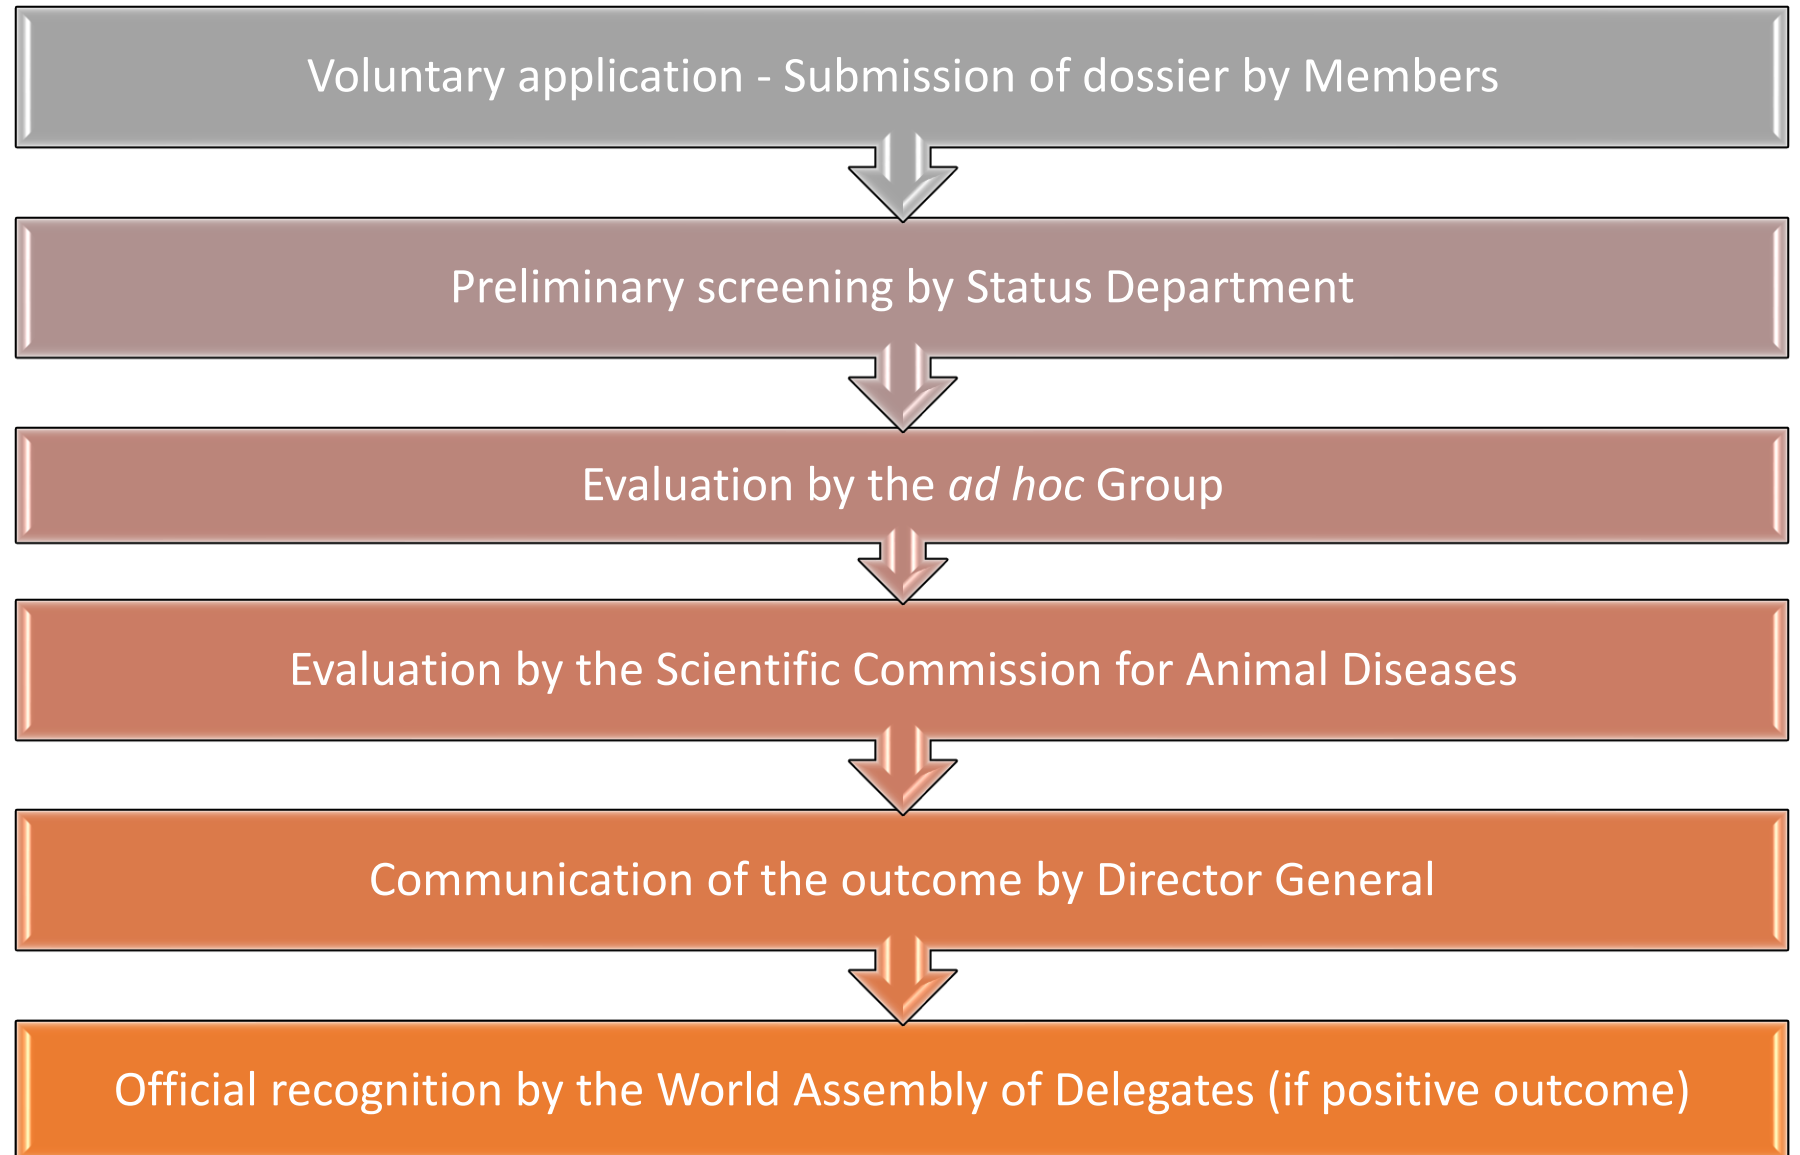 Voluntary application - Submission of dossier by Members
Preliminary screening by Status Department
Evaluation by the ad hoc Group
Evaluation by the Scientific Commission for Animal Diseases
Communication of the outcome by Director General
Official recognition by the World Assembly of Delegates (if positive outcome)